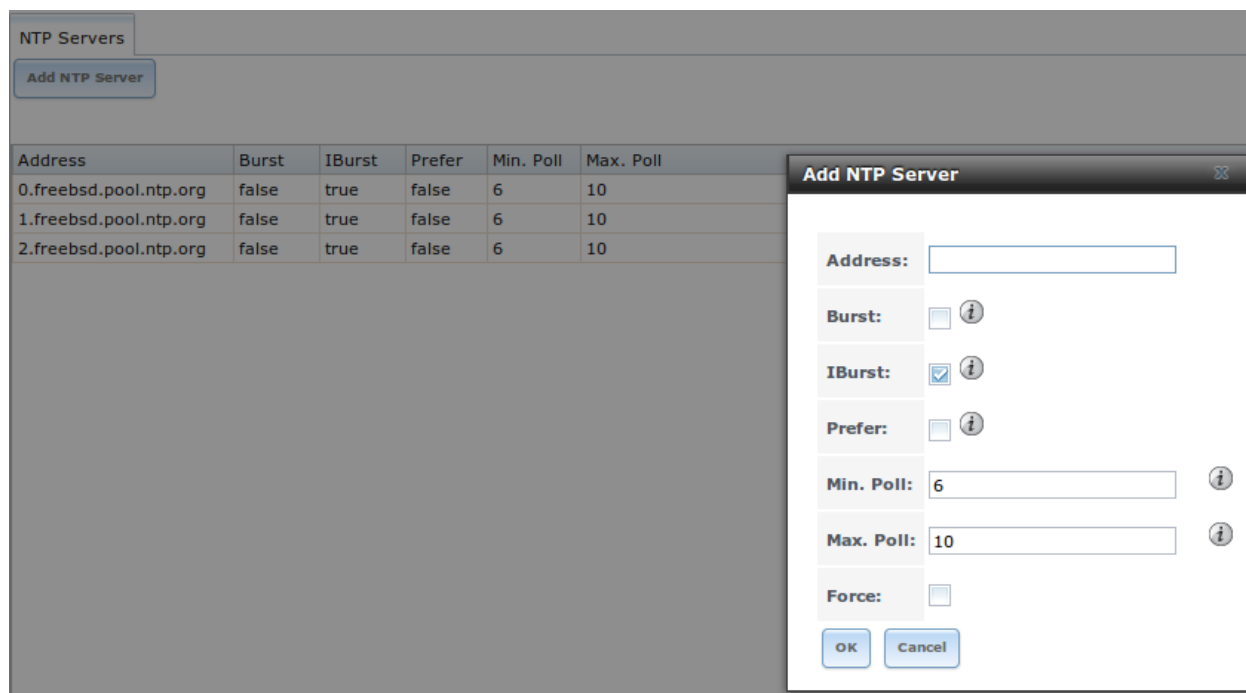 NTP Servers
Add NTP Server
Address Burst IBurst Prefer Min. Poll Max. Poll
0.freebsd.pool.ntp.org false true false 6 10
1.freebsd.pool.ntp.org false true false 6 10
2.freebsd.pool.ntp.org false true false 6 10
Add NTP Server
Address:
Burst:
IBurst:
Prefer:
Min. Poll: 6
Max. Poll: 10
Force:
OK Cancel